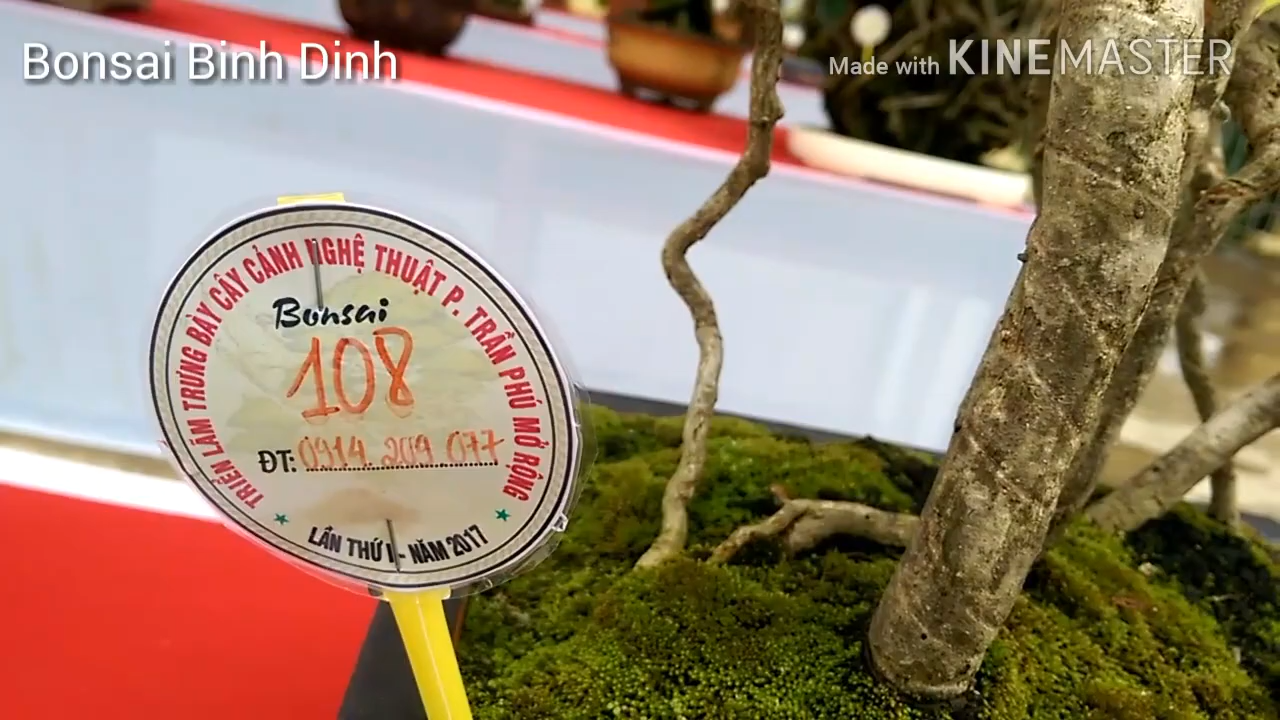 Bonsai Binh Dinh
Made with KINEMASTER
TRIỂN LÃM TRƯNG BÀY CÂY CẢNH NGHỆ THUẬT P. TRẦN PHÚ MỞ RỘNG
Bonsai
108
ĐT: 0914. 209 077
LẦN THỨ I - NĂM 2017